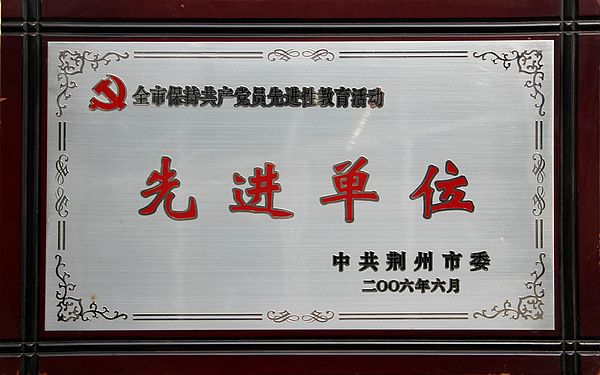 全市保持共产党员先进性教育活动
先进单位
中共荆州市委
二〇〇六年六月